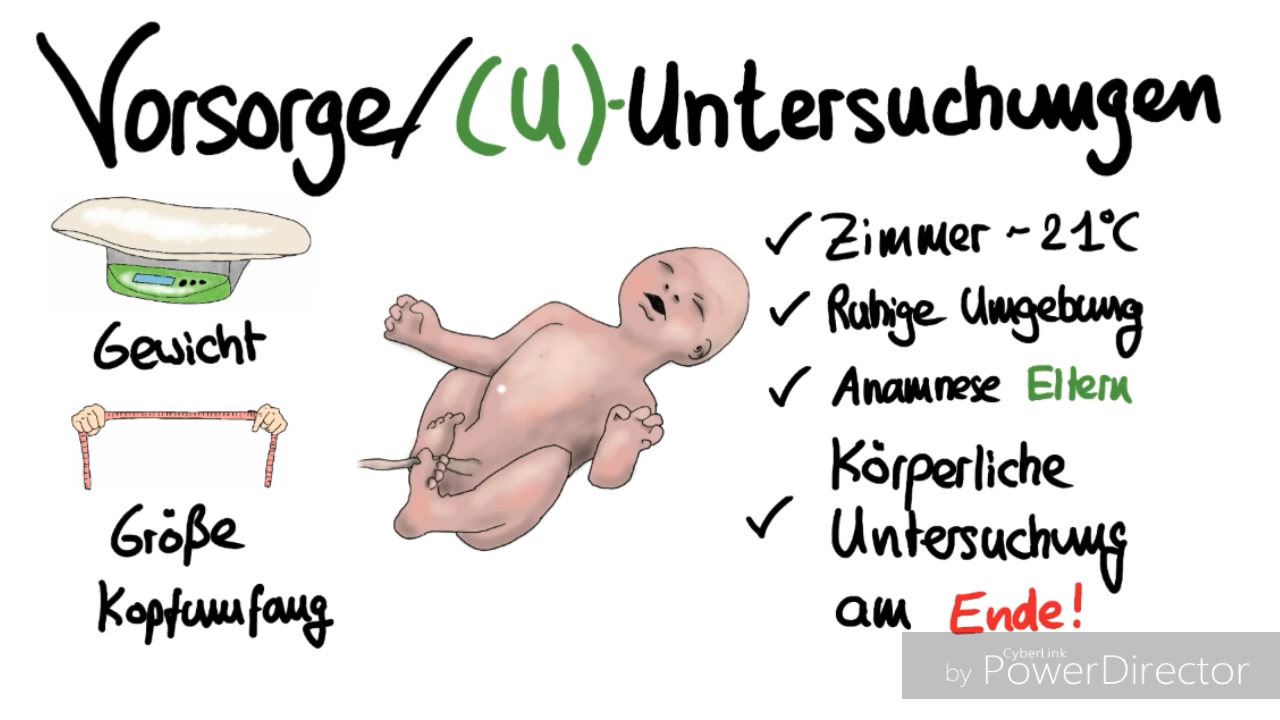 Vorsorge/(U)-Untersuchungen
Gewicht
Größe
Kopfumfang
✓ Zimmer ~21°C
✓ Ruhige Umgebung
✓ Anamnese Eltern
✓ Körperliche
Untersuchung
am Ende!
CyberLink
by PowerDirector